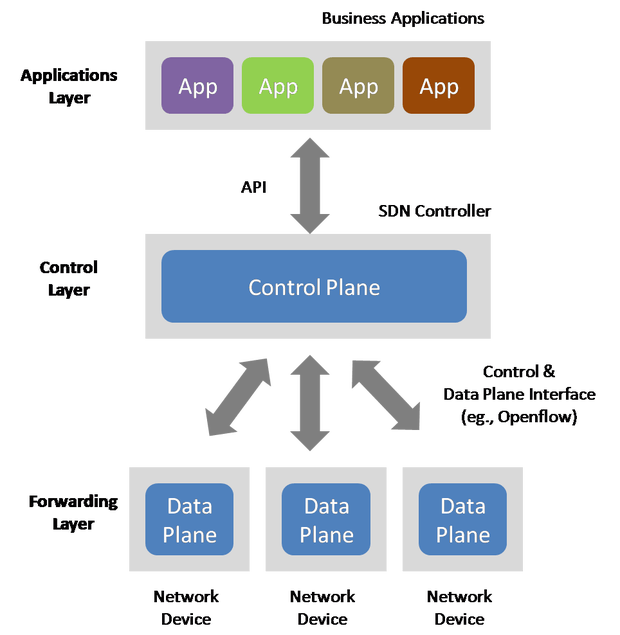 Business Applications
Applications
Layer
App App App App
API
SDN Controller
Control
Layer
Control Plane
Control &
Data Plane Interface
(eg., Openflow)
Forwarding
Layer
Data
Plane
Data
Plane
Data
Plane
Network
Device
Network
Device
Network
Device